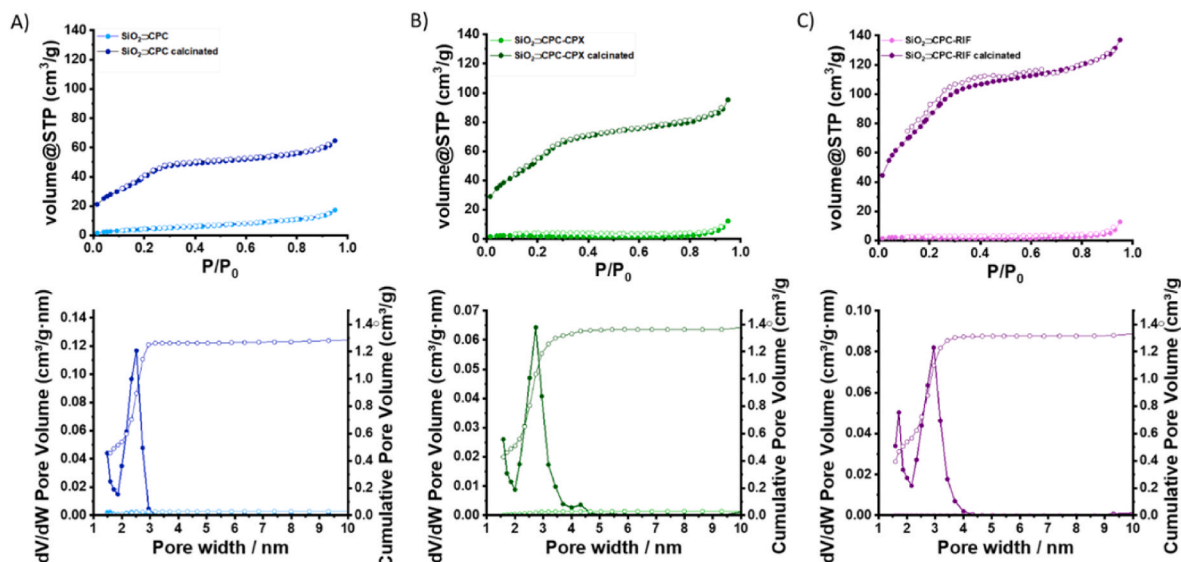 A)
volume@STP (cm³/g)
140
120
100
80
60
40
20
0
SiO₂⊃CPC
SiO₂⊃CPC calcinated
0.0 0.2 0.4 0.6 0.8 1.0
P/P₀
B)
volume@STP (cm³/g)
140
120
100
80
60
40
20
0
SiO₂⊃CPC-CPX
SiO₂⊃CPC-CPX calcinated
0.0 0.2 0.4 0.6 0.8 1.0
P/P₀
C)
volume@STP (cm³/g)
140
120
100
80
60
40
20
0
SiO₂⊃CPC-RIF
SiO₂⊃CPC-RIF calcinated
0.0 0.2 0.4 0.6 0.8 1.0
P/P₀
dV/dW Pore Volume (cm³/g·nm)
0.14
0.12
0.10
0.08
0.06
0.04
0.02
0.00
1 2 3 4 5 6 7 8 9 10
Pore width / nm
1.4
1.2
1.0
0.8
0.6
0.4
0.2
0.0
Cumulative Pore Volume (cm³/g)
dV/dW Pore Volume (cm³/g·nm)
0.07
0.06
0.05
0.04
0.03
0.02
0.01
0.00
1 2 3 4 5 6 7 8 9 10
Pore width / nm
1.4
1.2
1.0
0.8
0.6
0.4
0.2
0.0
Cumulative Pore Volume (cm³/g)
dV/dW Pore Volume (cm³/g·nm)
0.10
0.08
0.06
0.04
0.02
0.00
1 2 3 4 5 6 7 8 9 10
Pore width / nm
1.4
1.2
1.0
0.8
0.6
0.4
0.2
0.0
Cumulative Pore Volume (cm³/g)